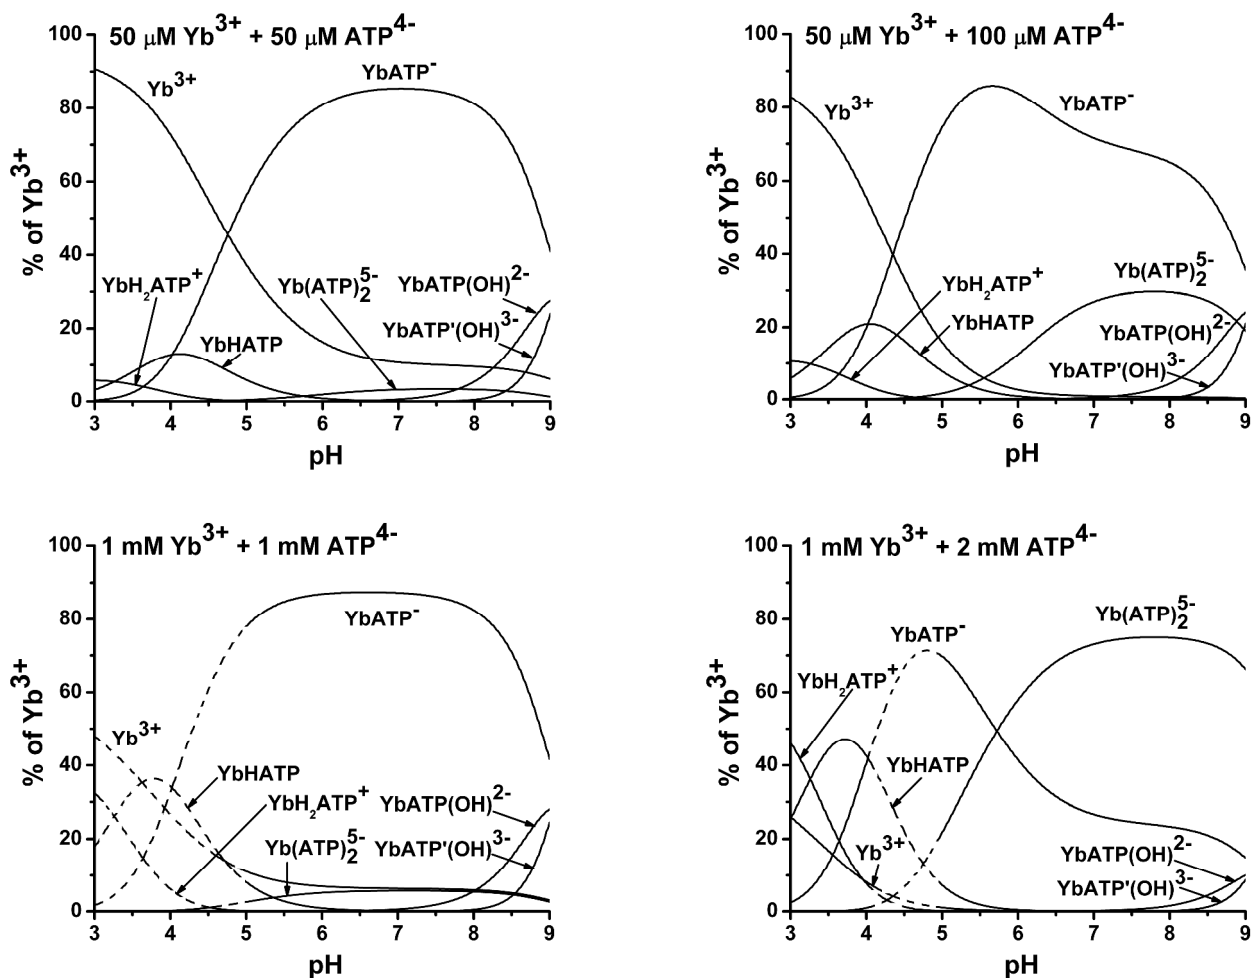 50 μM Yb³⁺ + 50 μM ATP⁴⁻
% of Yb³⁺
100
80
60
40
20
0
Yb³⁺
YbATP⁻
YbH₂ATP⁺
YbHATP
Yb(ATP)₂⁵⁻
YbATP(OH)²⁻
YbATP'(OH)³⁻
3 4 5 6 7 8 9
pH
50 μM Yb³⁺ + 100 μM ATP⁴⁻
% of Yb³⁺
100
80
60
40
20
0
Yb³⁺
YbATP⁻
YbH₂ATP⁺
YbHATP
Yb(ATP)₂⁵⁻
YbATP(OH)²⁻
YbATP'(OH)³⁻
3 4 5 6 7 8 9
pH
1 mM Yb³⁺ + 1 mM ATP⁴⁻
% of Yb³⁺
100
80
60
40
20
0
YbATP⁻
Yb³⁺
YbHATP
YbH₂ATP⁺
Yb(ATP)₂⁵⁻
YbATP(OH)²⁻
YbATP'(OH)³⁻
3 4 5 6 7 8 9
pH
1 mM Yb³⁺ + 2 mM ATP⁴⁻
% of Yb³⁺
100
80
60
40
20
0
YbATP⁻
Yb(ATP)₂⁵⁻
YbH₂ATP⁺
YbHATP
Yb³⁺
YbATP(OH)²⁻
YbATP'(OH)³⁻
3 4 5 6 7 8 9
pH